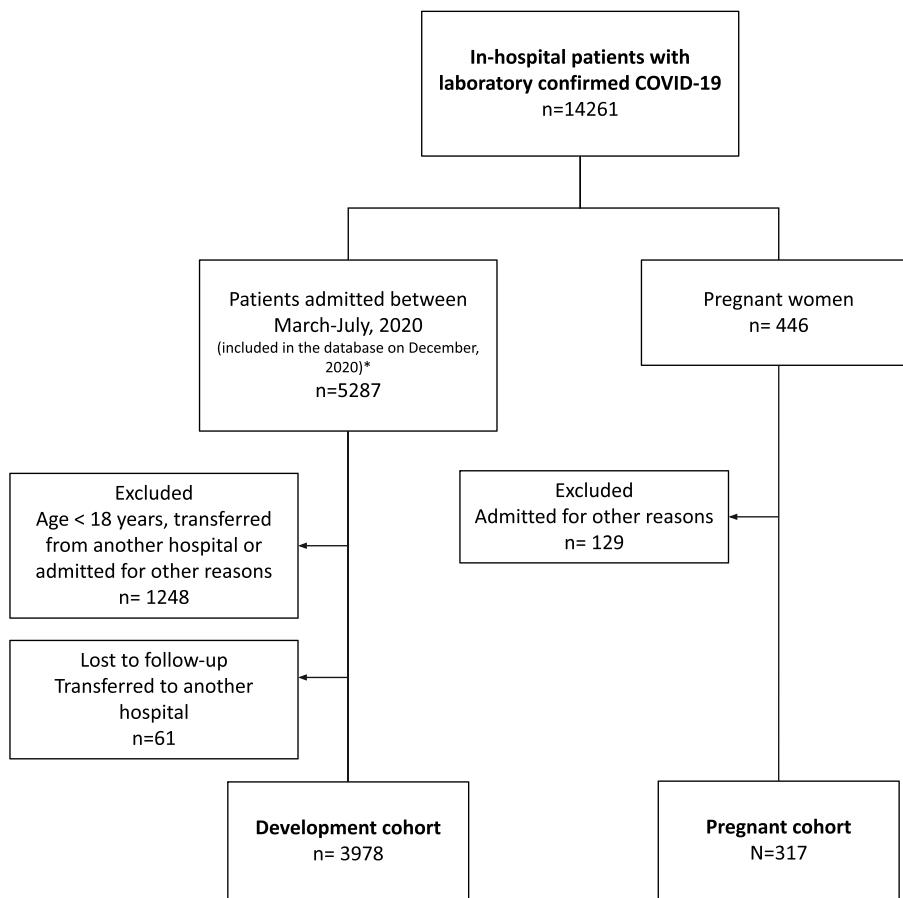 In-hospital patients with
laboratory confirmed COVID-19
n=14261
Patients admitted between
March-July, 2020
(included in the database on December,
2020)*
n=5287
Pregnant women
n= 446
Excluded
Age < 18 years, transferred
from another hospital or
admitted for other reasons
n= 1248
Excluded
Admitted for other reasons
n= 129
Lost to follow-up
Transferred to another
hospital
n=61
Development cohort
n= 3978
Pregnant cohort
N=317